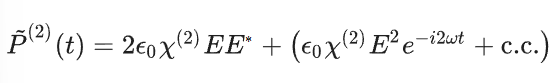 P̃⁽²⁾(t) = 2ϵ₀χ⁽²⁾EE* + (ϵ₀χ⁽²⁾E²e⁻ⁱ²ωᵗ + c.c.)